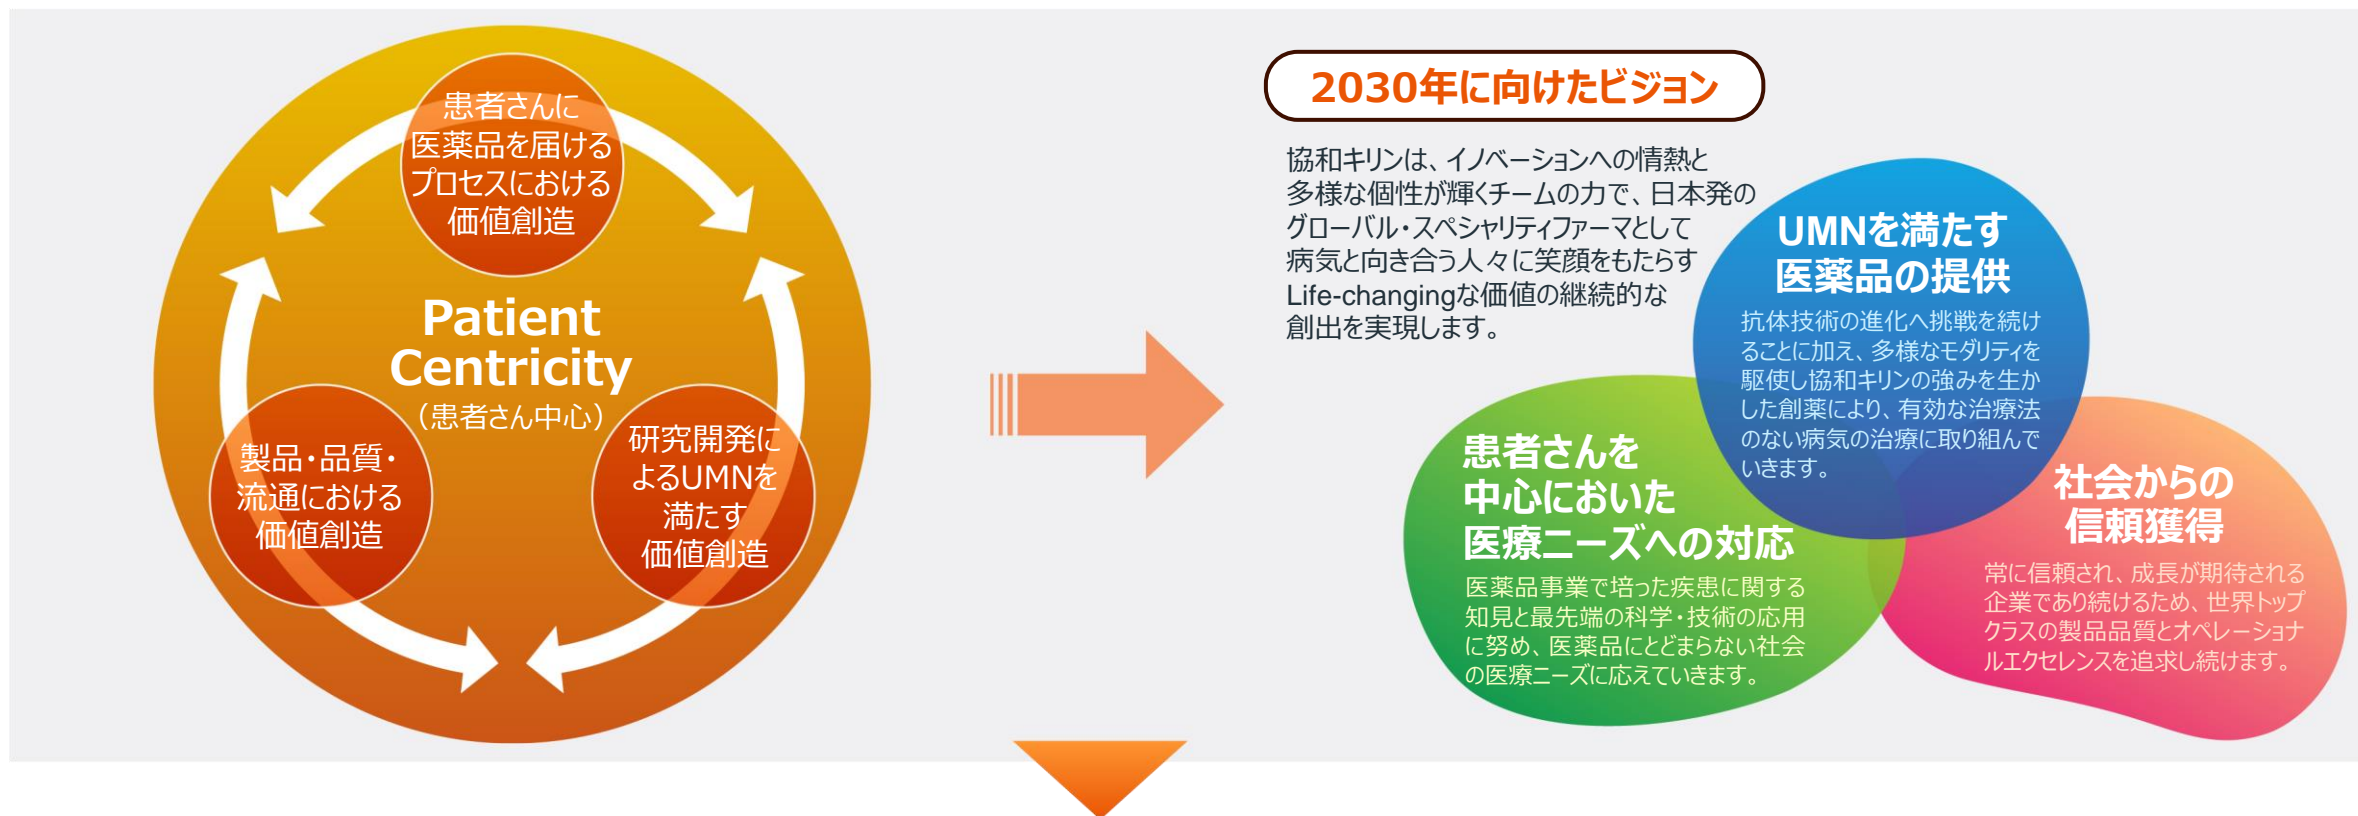 患者さんに
医薬品を届ける
プロセスにおける
価値創造
Patient
Centricity
（患者さん中心）
製品・品質・
流通における
価値創造
研究開発に
よるUMNを
満たす
価値創造
2030年に向けたビジョン
協和キリンは、イノベーションへの情熱と
多様な個性が輝くチームの力で、日本発の
グローバル・スペシャリティファーマとして
病気と向き合う人々に笑顔をもたらす
Life-changingな価値の継続的な
創出を実現します。
UMNを満たす
医薬品の提供
抗体技術の進化へ挑戦を続け
ることに加え、多様なモダリティを
駆使し協和キリンの強みを生か
した創薬により、有効な治療法
のない病気の治療に取り組んで
いきます。
患者さんを
中心においた
医療ニーズへの対応
医薬品事業で培った疾患に関する
知見と最先端の科学・技術の応用
に努め、医薬品にとどまらない社会
の医療ニーズに応えていきます。
社会からの
信頼獲得
常に信頼され、成長が期待される
企業であり続けるため、世界トップ
クラスの製品品質とオペレーショナ
ルエクセレンスを追求し続けます。